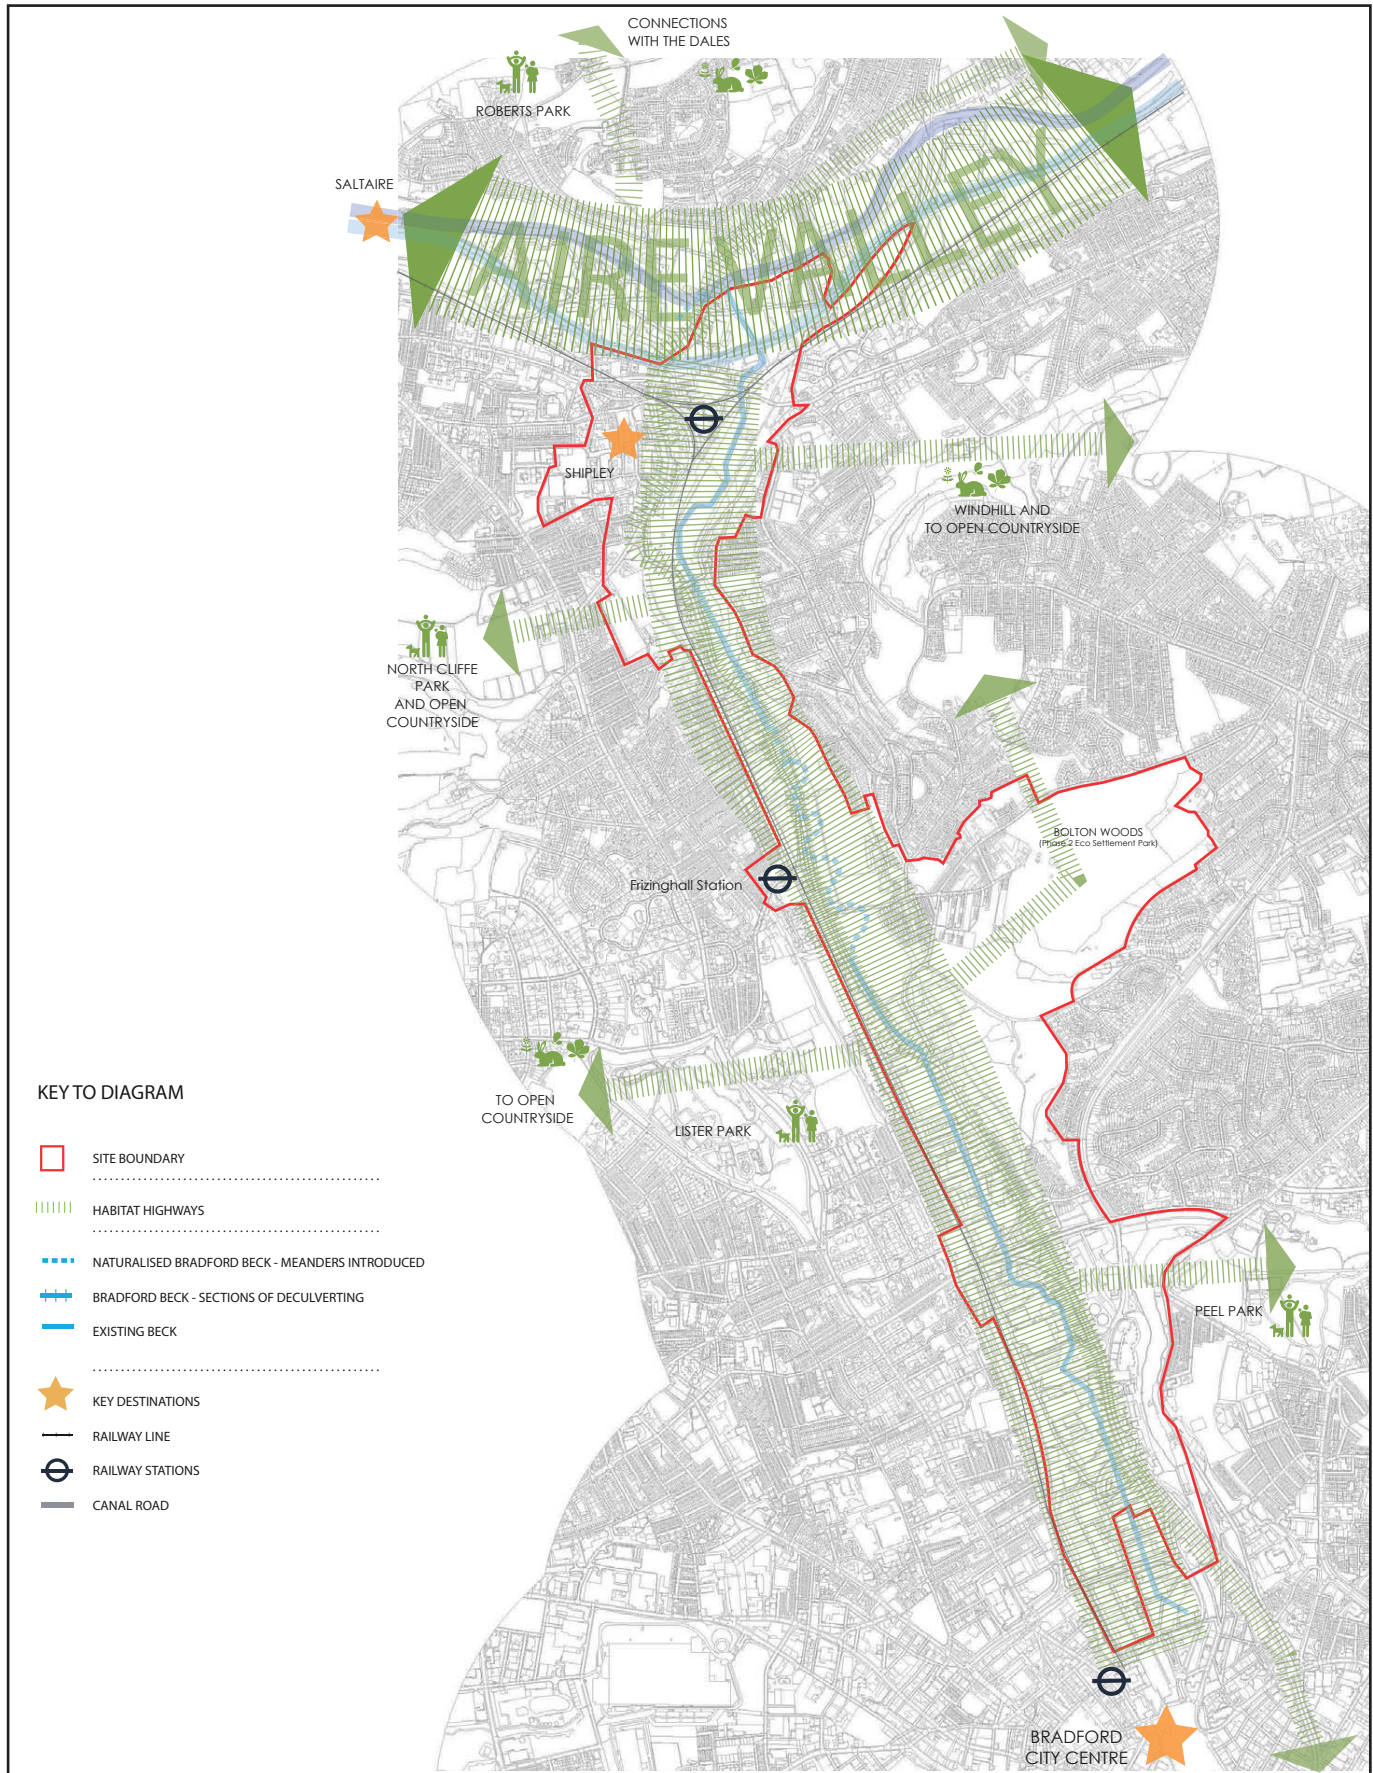 CONNECTIONS
WITH THE DALES
ROBERTS PARK
SALTAIRE
AIRE VALLEY
SHIPLEY
WINDHILL AND
TO OPEN COUNTRYSIDE
NORTH CLIFFE
PARK
AND OPEN
COUNTRYSIDE
BOLTON WOODS
(Phase 2 Eco Settlement Park)
Frizinghall Station
TO OPEN
COUNTRYSIDE
LISTER PARK
PEEL PARK
BRADFORD
CITY CENTRE
KEY TO DIAGRAM
SITE BOUNDARY
HABITAT HIGHWAYS
NATURALISED BRADFORD BECK - MEANDERS INTRODUCED
BRADFORD BECK - SECTIONS OF DECULVERTING
EXISTING BECK
KEY DESTINATIONS
RAILWAY LINE
RAILWAY STATIONS
CANAL ROAD